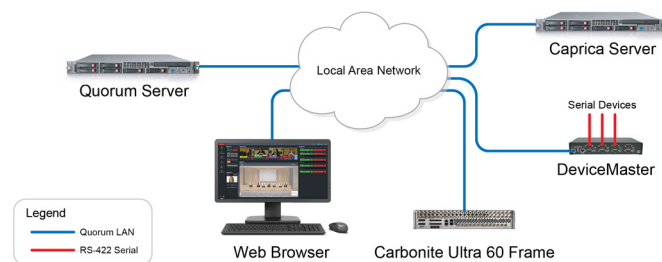 Caprica Server
Local Area Network
Quorum Server
Serial Devices
DeviceMaster
Legend
Quorum LAN
RS-422 Serial
Web Browser
Carbonite Ultra 60 Frame